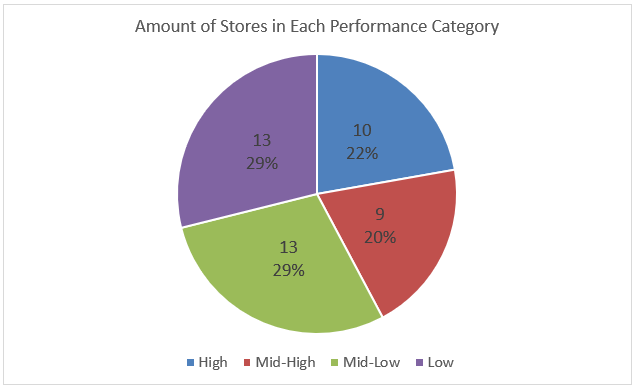 Amount of Stores in Each Performance Category
10
22%
9
20%
13
29%
13
29%
High
Mid-High
Mid-Low
Low